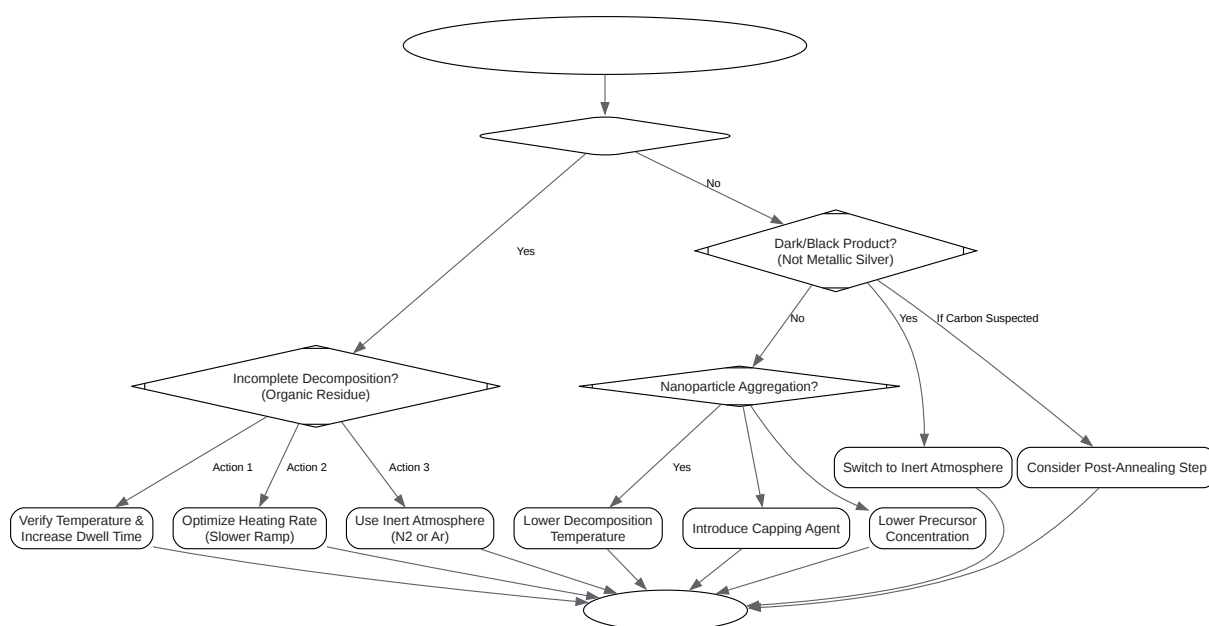 No
Dark/Black Product?
(Not Metallic Silver)
Yes
No
Yes
If Carbon Suspected
Incomplete Decomposition?
(Organic Residue)
Nanoparticle Aggregation?
Action 1
Action 2
Action 3
Yes
Switch to Inert Atmosphere
Consider Post-Annealing Step
Verify Temperature &
Increase Dwell Time
Optimize Heating Rate
(Slower Ramp)
Use Inert Atmosphere
(N2 or Ar)
Lower Decomposition
Temperature
Introduce Capping Agent
Lower Precursor
Concentration